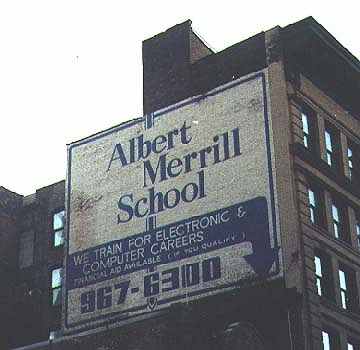 Albert
Merrill
School
WE TRAIN FOR ELECTRONIC &
COMPUTER CAREERS
FINANCIAL AID AVAILABLE (IF YOU QUALIFY)
967-6300